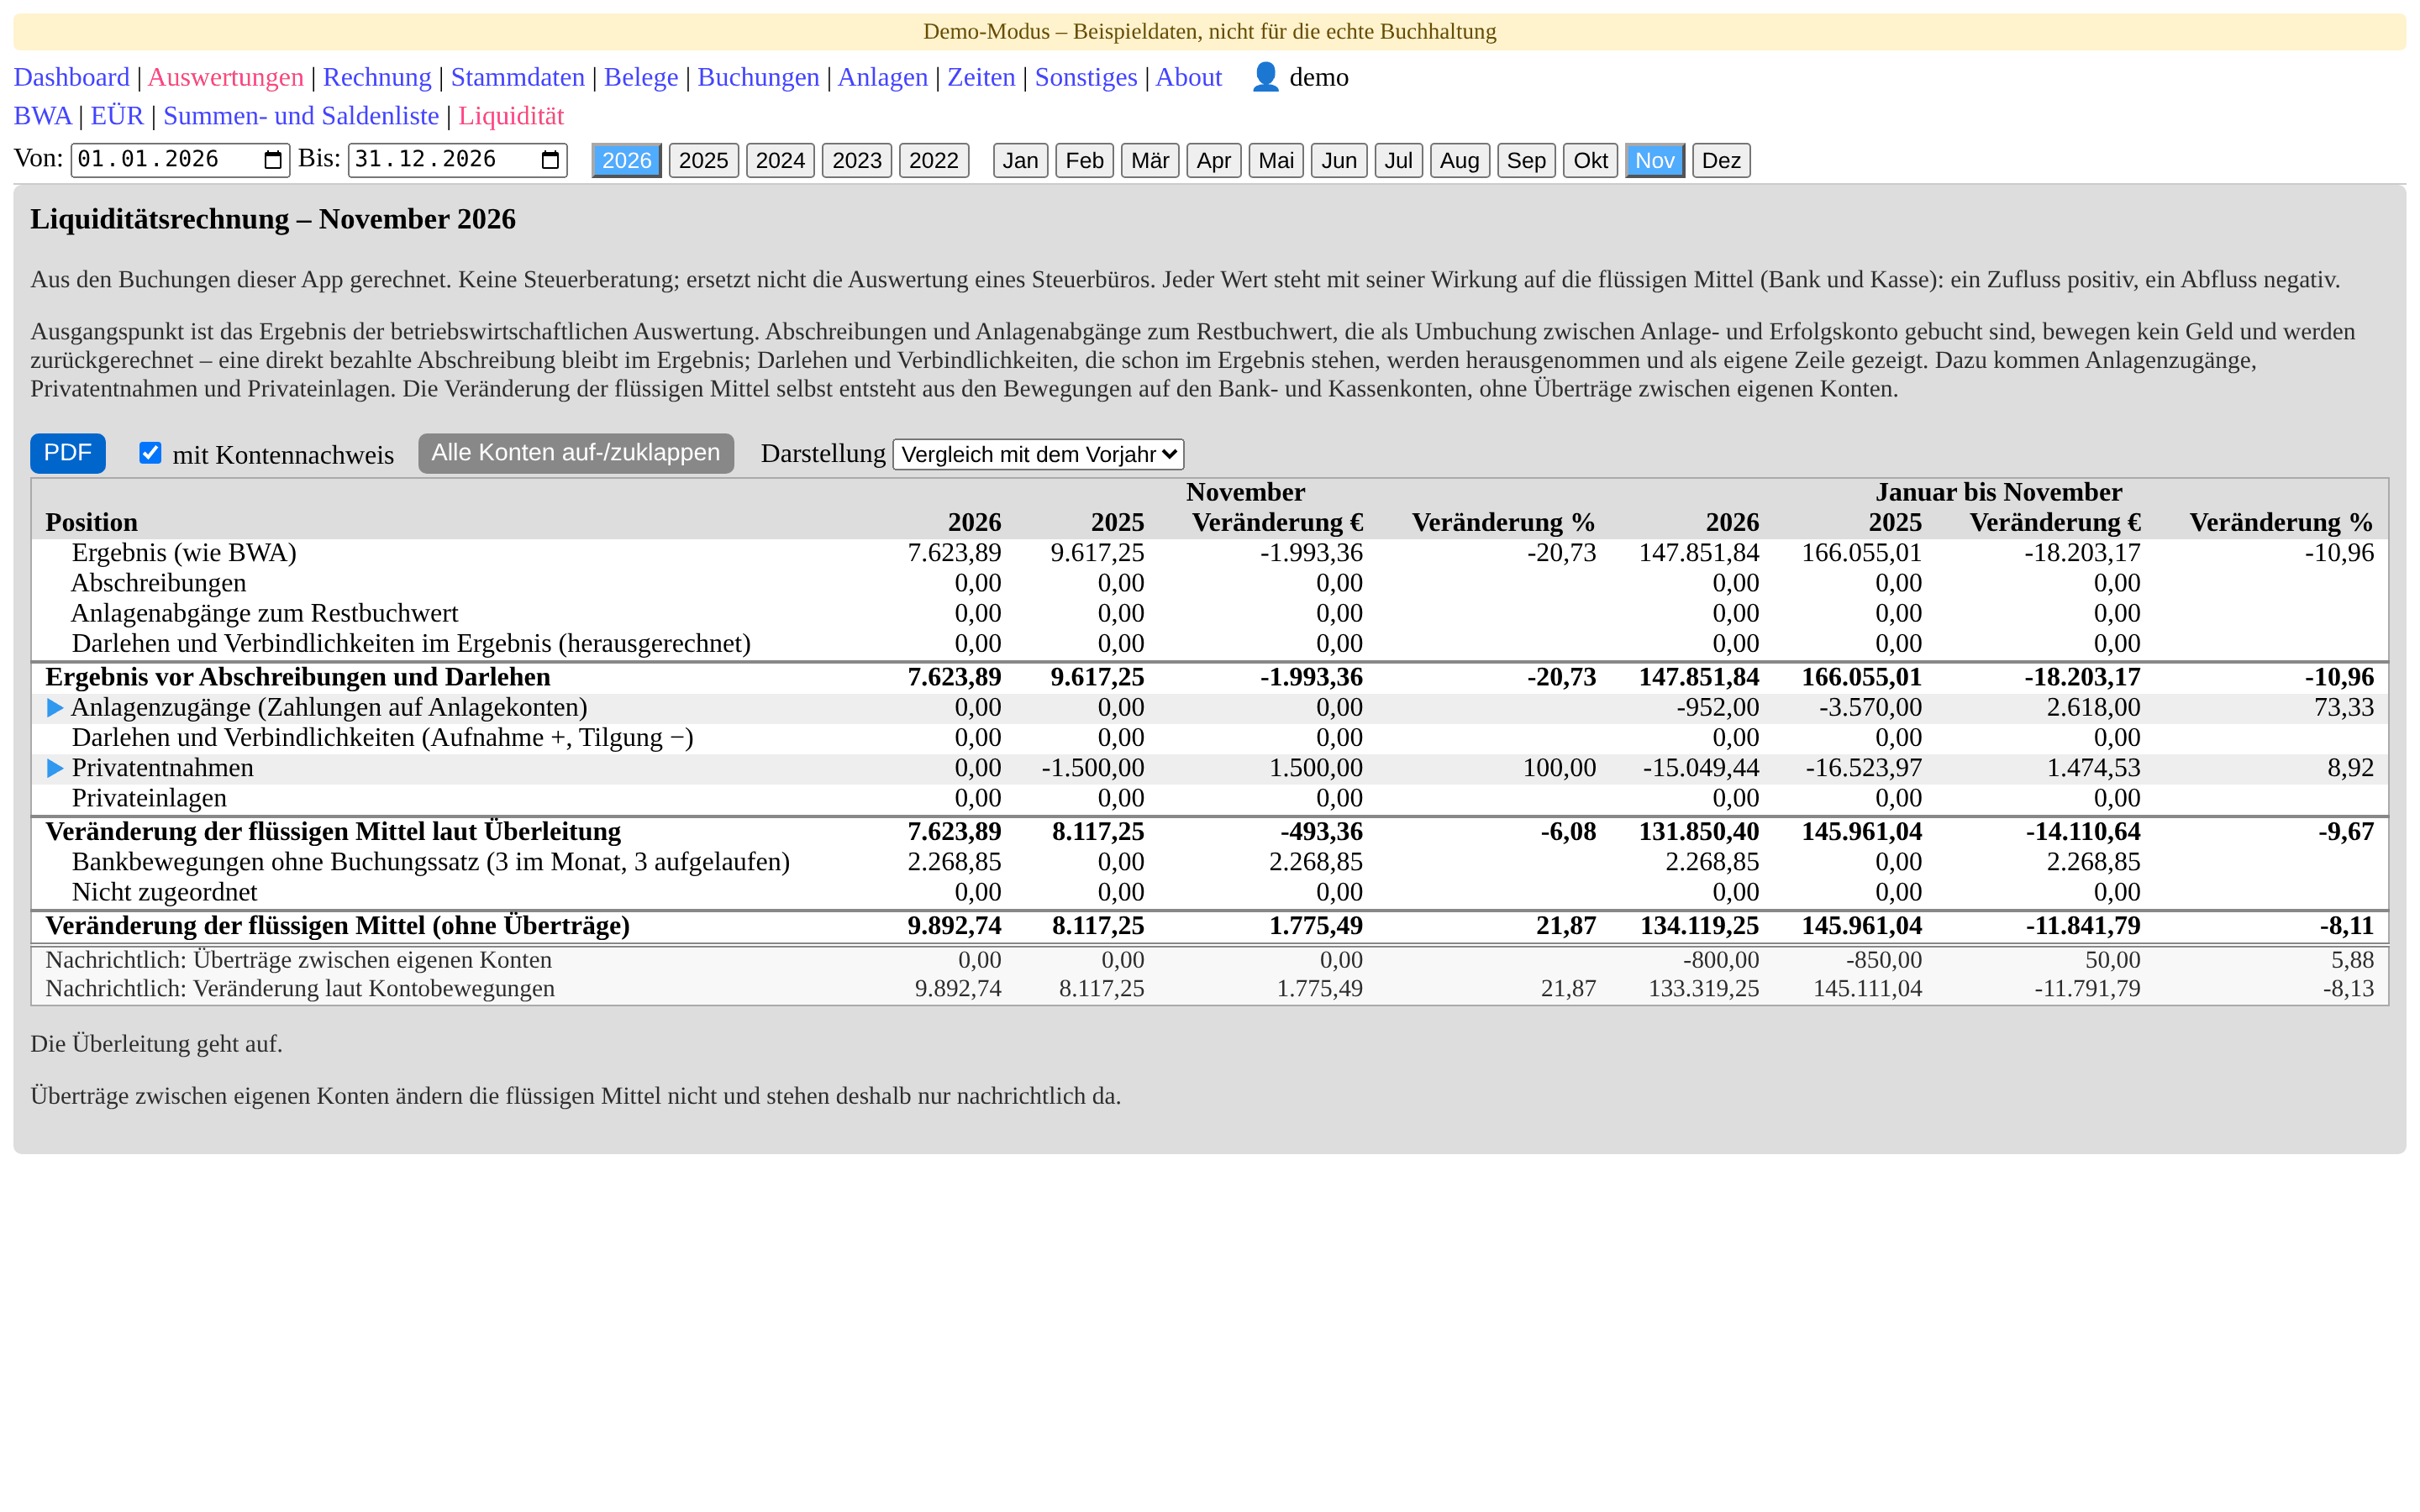 Demo-Modus – Beispieldaten, nicht für die echte Buchhaltung
Dashboard | Auswertungen | Rechnung | Stammdaten | Belege | Buchungen | Anlagen | Zeiten | Sonstiges | About 👤 demo
BWA | EÜR | Summen- und Saldenliste | Liquidität
Von: 01.01.2026 Bis: 31.12.2026 2026 2025 2024 2023 2022 Jan Feb Mär Apr Mai Jun Jul Aug Sep Okt Nov Dez
Liquiditätsrechnung – November 2026
Aus den Buchungen dieser App gerechnet. Keine Steuerberatung; ersetzt nicht die Auswertung eines Steuerbüros. Jeder Wert steht mit seiner Wirkung auf die flüssigen Mittel (Bank und Kasse): ein Zufluss positiv, ein Abfluss negativ.
Ausgangspunkt ist das Ergebnis der betriebswirtschaftlichen Auswertung. Abschreibungen und Anlagenabgänge zum Restbuchwert, die als Umbuchung zwischen Anlage- und Erfolgskonto gebucht sind, bewegen kein Geld und werden
zurückgerechnet – eine direkt bezahlte Abschreibung bleibt im Ergebnis; Darlehen und Verbindlichkeiten, die schon im Ergebnis stehen, werden herausgenommen und als eigene Zeile gezeigt. Dazu kommen Anlagenzugänge,
Privatentnahmen und Privateinlagen. Die Veränderung der flüssigen Mittel selbst entsteht aus den Bewegungen auf den Bank- und Kassenkonten, ohne Überträge zwischen eigenen Konten.
PDF mit Kontennachweis Alle Konten auf-/zuklappen Darstellung Vergleich mit dem Vorjahr
November Januar bis November
Position 2026 2025 Veränderung € Veränderung % 2026 2025 Veränderung € Veränderung %
Ergebnis (wie BWA) 7.623,89 9.617,25 -1.993,36 -20,73 147.851,84 166.055,01 -18.203,17 -10,96
Abschreibungen 0,00 0,00 0,00 0,00 0,00 0,00
Anlagenabgänge zum Restbuchwert 0,00 0,00 0,00 0,00 0,00 0,00
Darlehen und Verbindlichkeiten im Ergebnis (herausgerechnet) 0,00 0,00 0,00 0,00 0,00 0,00
Ergebnis vor Abschreibungen und Darlehen 7.623,89 9.617,25 -1.993,36 -20,73 147.851,84 166.055,01 -18.203,17 -10,96
▶ Anlagenzugänge (Zahlungen auf Anlagekonten) 0,00 0,00 0,00 -952,00 -3.570,00 2.618,00 73,33
Darlehen und Verbindlichkeiten (Aufnahme +, Tilgung −) 0,00 0,00 0,00 0,00 0,00 0,00
▶ Privatentnahmen 0,00 -1.500,00 1.500,00 100,00 -15.049,44 -16.523,97 1.474,53 8,92
Privateinlagen 0,00 0,00 0,00 0,00 0,00 0,00
Veränderung der flüssigen Mittel laut Überleitung 7.623,89 8.117,25 -493,36 -6,08 131.850,40 145.961,04 -14.110,64 -9,67
Bankbewegungen ohne Buchungssatz (3 im Monat, 3 aufgelaufen) 2.268,85 0,00 2.268,85 2.268,85 0,00 2.268,85
Nicht zugeordnet 0,00 0,00 0,00 0,00 0,00 0,00
Veränderung der flüssigen Mittel (ohne Überträge) 9.892,74 8.117,25 1.775,49 21,87 134.119,25 145.961,04 -11.841,79 -8,11
Nachrichtlich: Überträge zwischen eigenen Konten 0,00 0,00 0,00 -800,00 -850,00 50,00 5,88
Nachrichtlich: Veränderung laut Kontobewegungen 9.892,74 8.117,25 1.775,49 21,87 133.319,25 145.111,04 -11.791,79 -8,13
Die Überleitung geht auf.
Überträge zwischen eigenen Konten ändern die flüssigen Mittel nicht und stehen deshalb nur nachrichtlich da.